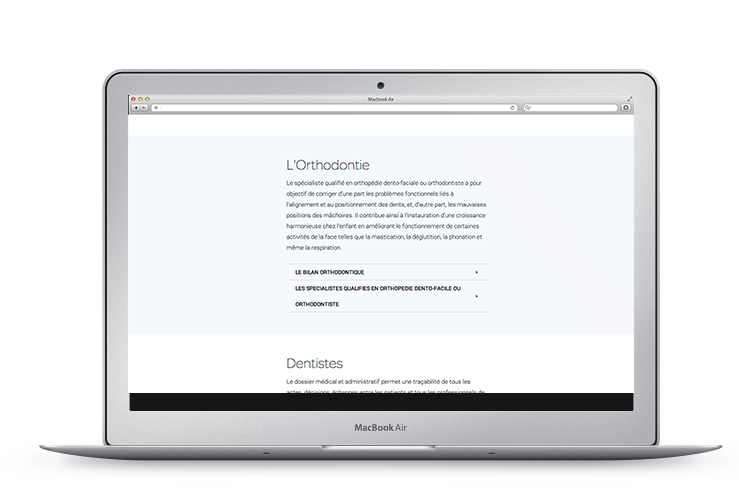 Macbook Air
L'Orthodontie
Le spécialiste qualifié en orthopédie dento-faciale ou orthodontiste a pour
objectif de corriger d'une part les problèmes fonctionnels liés à
l'alignement et au positionnement des dents, et, d'autre part, les mauvaises
positions des mâchoires. Il contribue ainsi à l'instauration d'une croissance
harmonieuse chez l'enfant en améliorant le fonctionnement de certaines
activités de la face telles que la mastication, la déglutition, la phonation et
même la respiration.
LE BILAN ORTHODONTIQUE
LES SPECIALISTES QUALIFIES EN ORTHOPEDIE DENTO-FACILE OU
ORTHODONTISTE
Dentistes
Le dossier médical et administratif permet une traçabilité de tous les
actes, décisions, échanges entre les patients et tous les professionnels de
MacBook Air